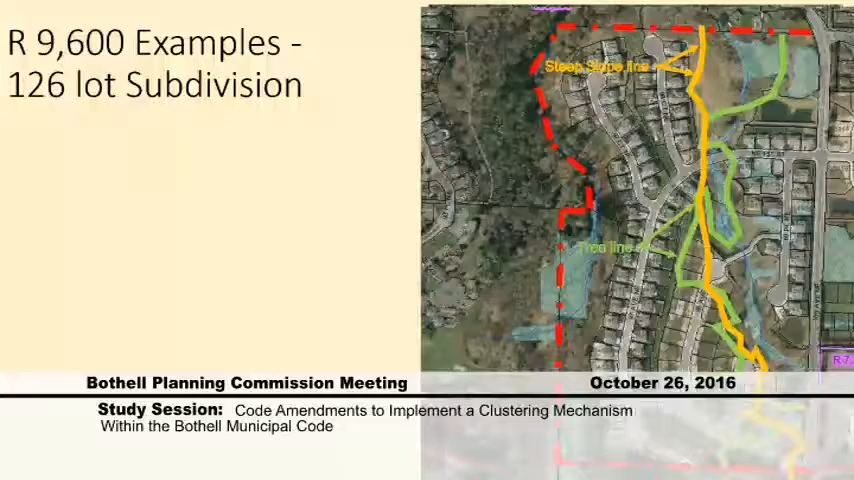 R 9,600 Examples -
126 lot Subdivision
Steep Slope line
Tree line
R 7
Bothell Planning Commission Meeting
October 26, 2016
Study Session: Code Amendments to Implement a Clustering Mechanism
Within the Bothell Municipal Code